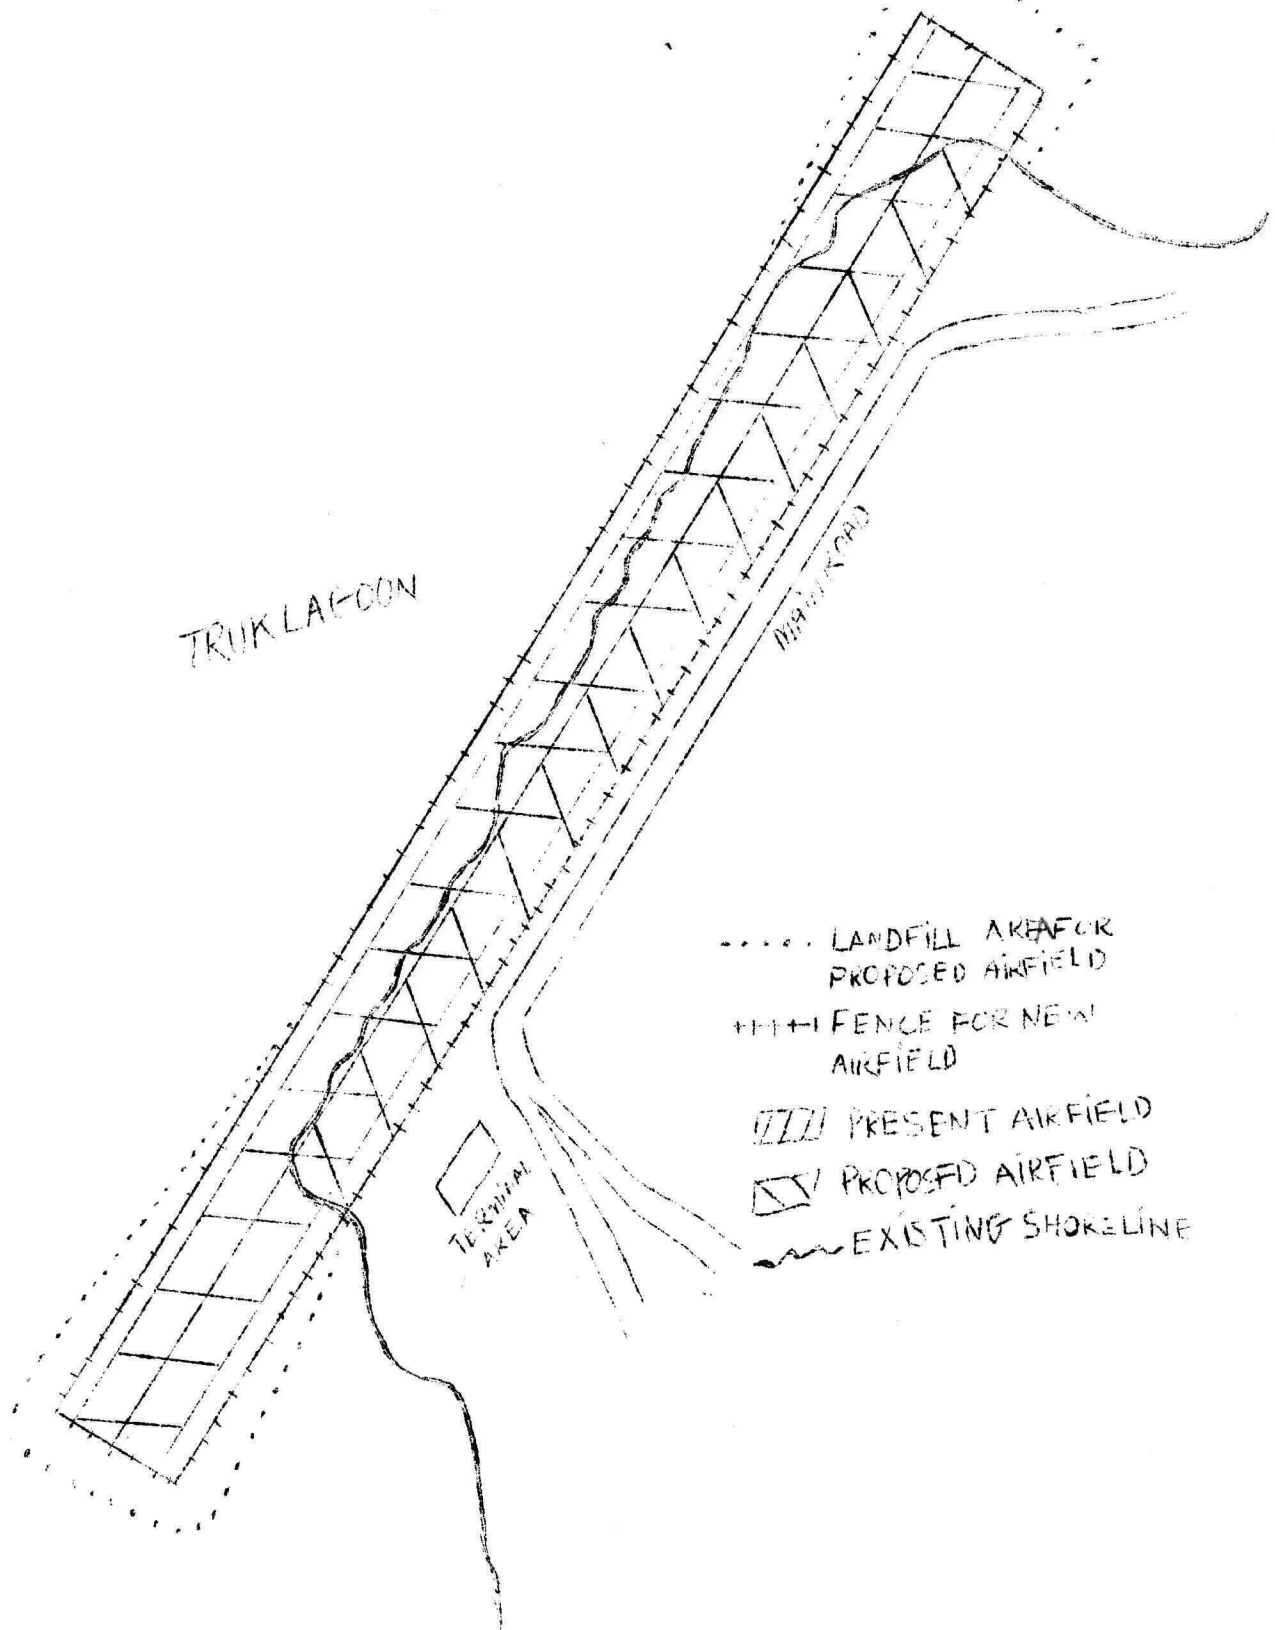 TRUK LAGOON
MAIN ROAD
TERMINAL
AREA
LANDFILL AREA FOR
PROPOSED AIRFIELD
FENCE FOR NEW
AIRFIELD
PRESENT AIRFIELD
PROPOSED AIRFIELD
EXISTING SHORELINE